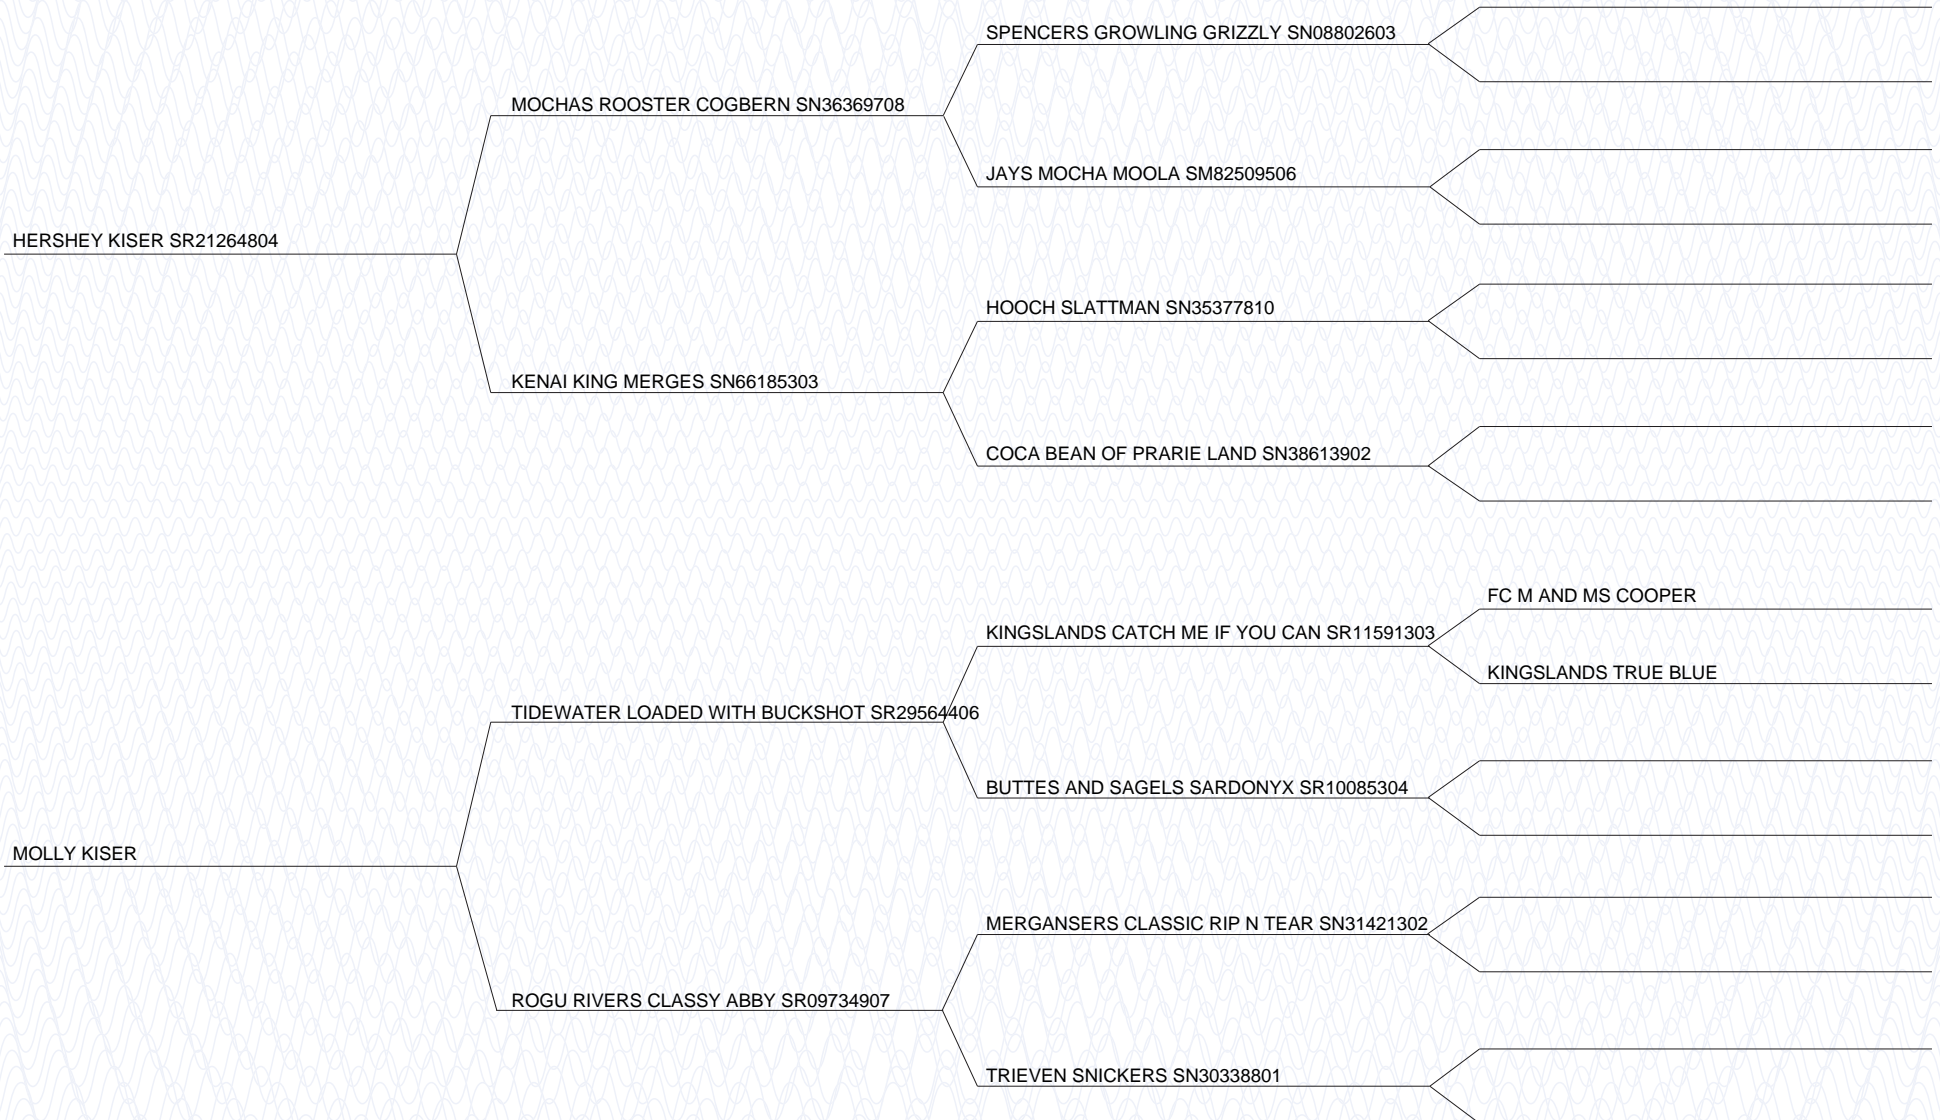 SPENCERS GROWLING GRIZZLY SN08802603
MOCHAS ROOSTER COGBERN SN36369708
JAYS MOCHA MOOLA SM82509506
HERSHEY KISER SR21264804
HOOCH SLATTMAN SN35377810
KENAI KING MERGES SN66185303
COCA BEAN OF PRARIE LAND SN38613902
FC M AND MS COOPER
KINGSLANDS CATCH ME IF YOU CAN SR11591303
KINGSLANDS TRUE BLUE
TIDEWATER LOADED WITH BUCKSHOT SR29564406
BUTTES AND SAGELS SARDONYX SR10085304
MOLLY KISER
MERGANSERS CLASSIC RIP N TEAR SN31421302
ROGU RIVERS CLASSY ABBY SR09734907
TRIEVEN SNICKERS SN30338801